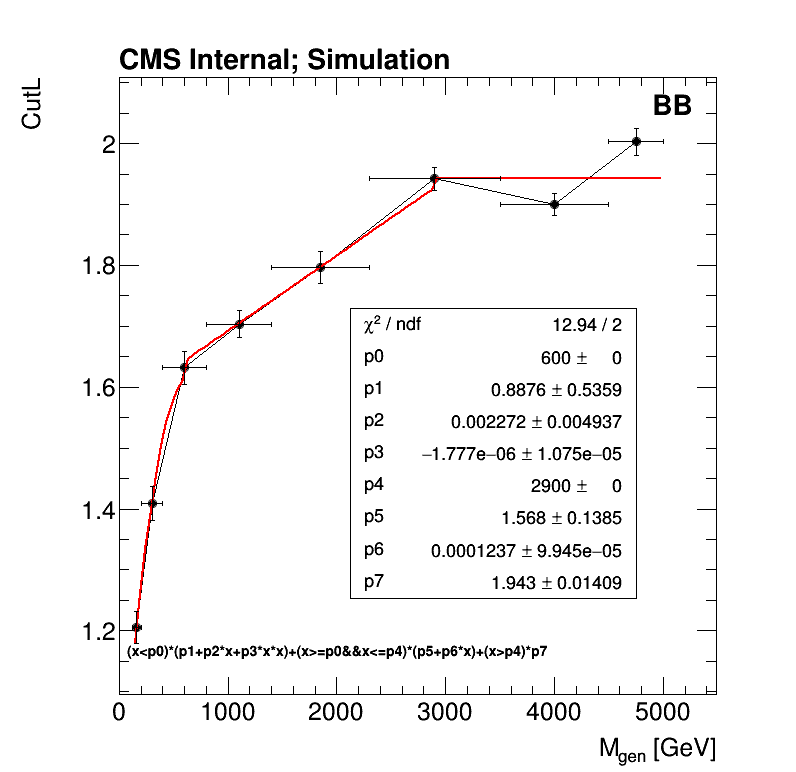 CMS Internal; Simulation
CutL
BB
2
1.8
1.6
1.4
1.2
χ² / ndf 12.94 / 2
p0 600 ± 0
p1 0.8876 ± 0.5359
p2 0.002272 ± 0.004937
p3 −1.777e−06 ± 1.075e−05
p4 2900 ± 0
p5 1.568 ± 0.1385
p6 0.0001237 ± 9.945e−05
p7 1.943 ± 0.01409
(x<p0)*(p1+p2*x+p3*x*x)+(x>=p0&&x<=p4)*(p5+p6*x)+(x>p4)*p7
0 1000 2000 3000 4000 5000
M_gen [GeV]